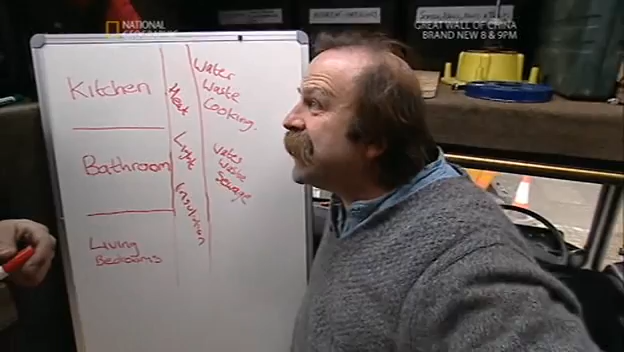 NATIONAL
GEOGRAPHIC
GREAT WALL OF CHINA
BRAND NEW 8 & 9PM
Kitchen
Bathroom
Living
Bedrooms
Heat
Light
Insulation
Water
Waste
Cooking.
Water
Waste
Sewage